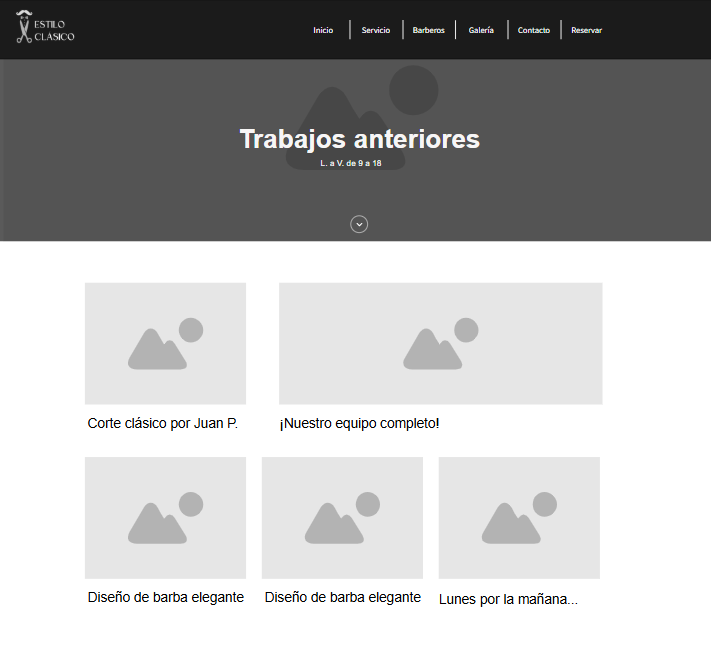 ESTILO
CLÁSICO
Inicio
Servicio
Barberos
Galería
Contacto
Reservar
Trabajos anteriores
L. a V. de 9 a 18
Corte clásico por Juan P.
¡Nuestro equipo completo!
Diseño de barba elegante
Diseño de barba elegante
Lunes por la mañana...